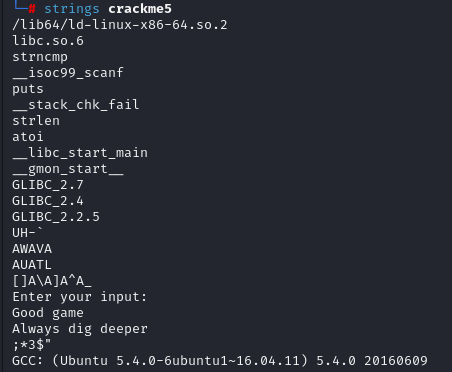 └─# strings crackme5
/lib64/ld-linux-x86-64.so.2
libc.so.6
strncmp
__isoc99_scanf
puts
__stack_chk_fail
strlen
atoi
__libc_start_main
__gmon_start__
GLIBC_2.7
GLIBC_2.4
GLIBC_2.2.5
UH-`
AWAVA
AUATL
[]A\A]A^A_
Enter your input:
Good game
Always dig deeper
;*3$"
GCC: (Ubuntu 5.4.0-6ubuntu1~16.04.11) 5.4.0 20160609